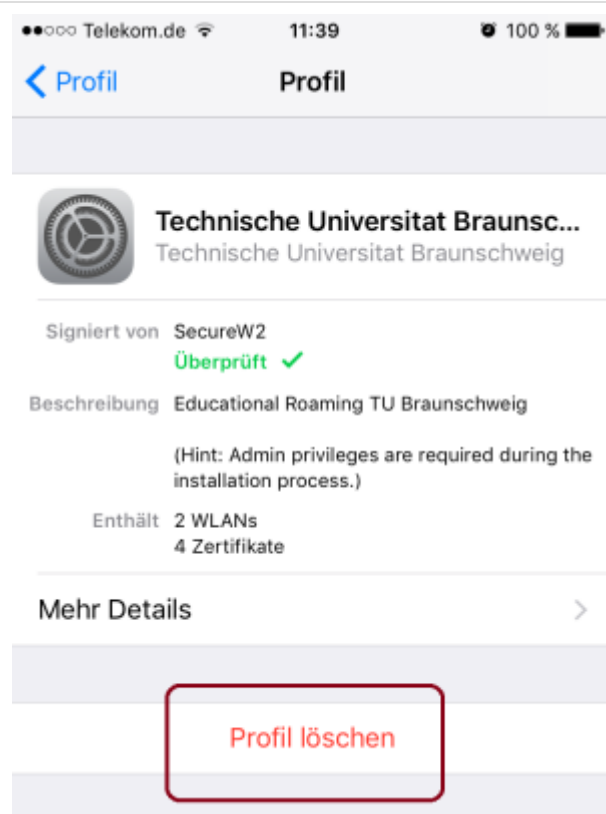 Telekom.de 11:39 100 %
Profil Profil
Technische Universitat Braunsc...
Technische Universitat Braunschweig
Signiert von SecureW2
Überprüft ✓
Beschreibung Educational Roaming TU Braunschweig
(Hint: Admin privileges are required during the
installation process.)
Enthält 2 WLANs
4 Zertifikate
Mehr Details
Profil löschen